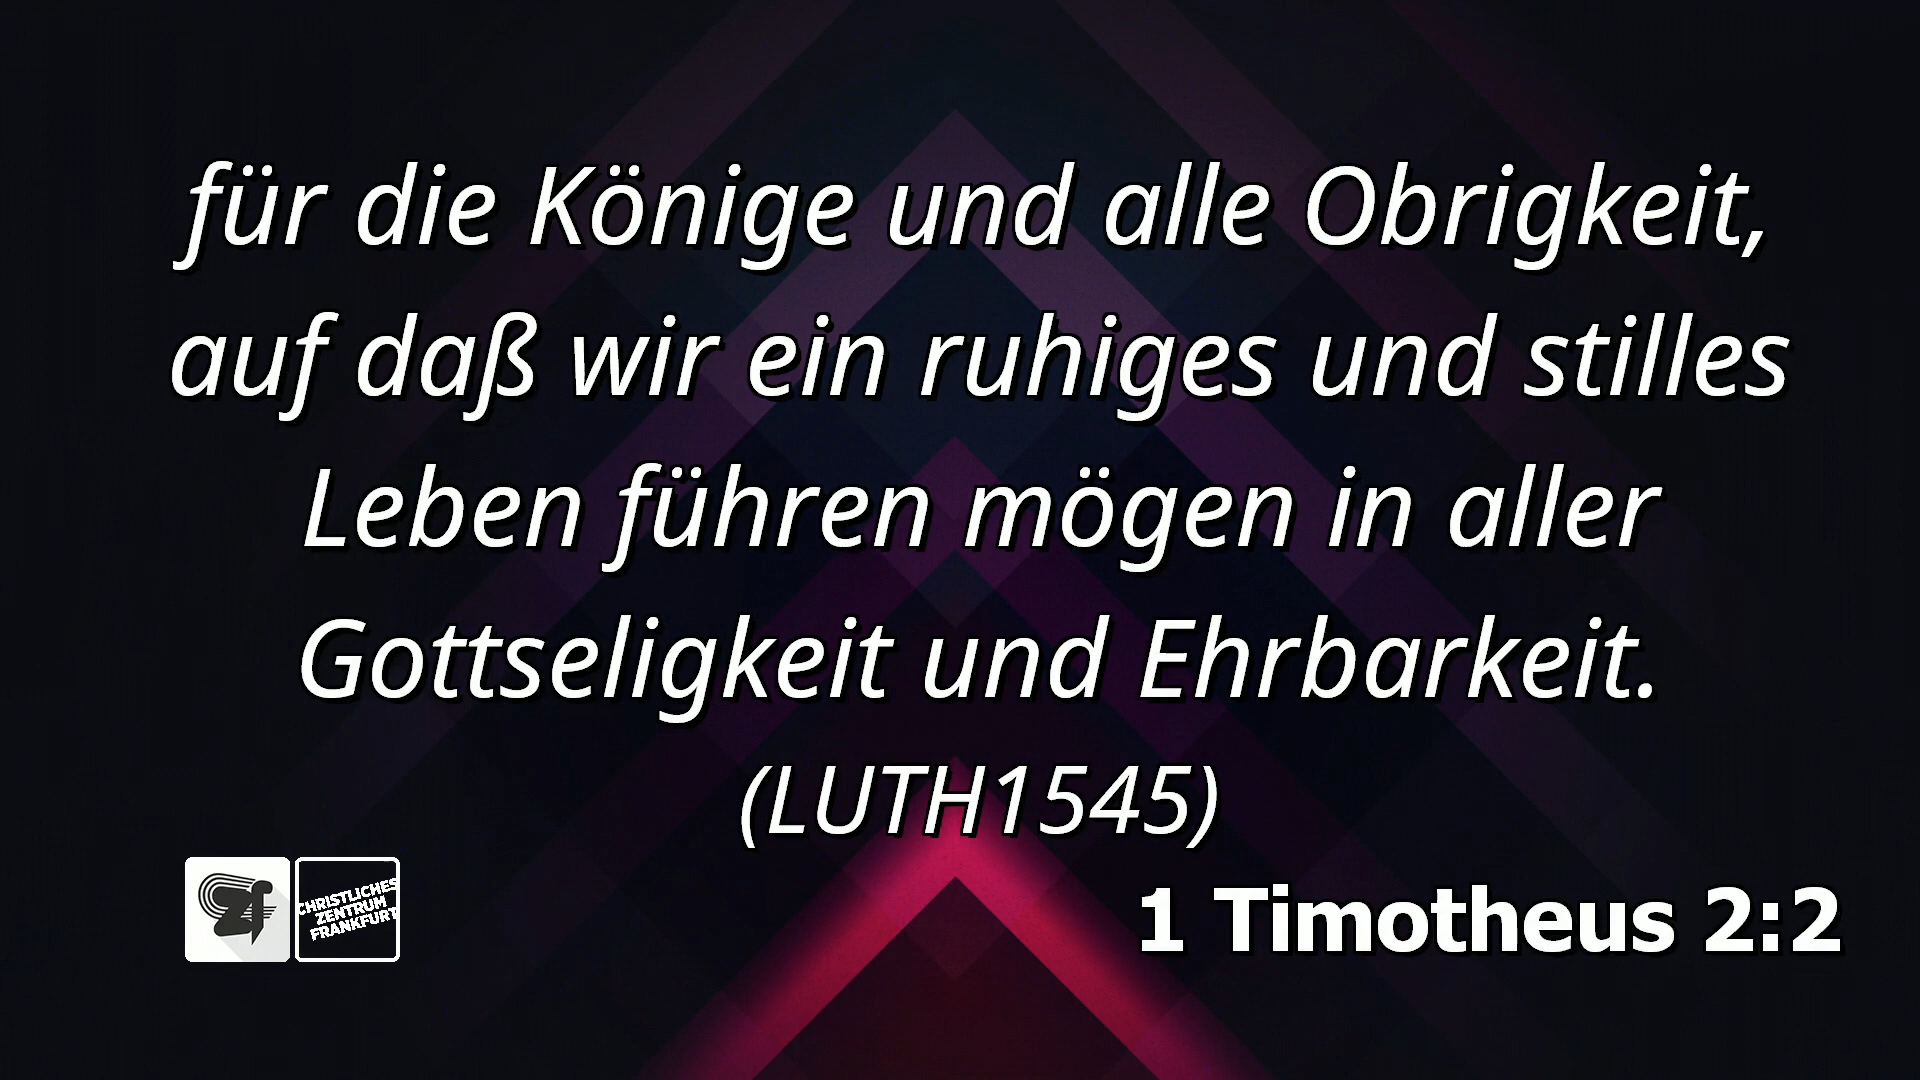 für die Könige und alle Obrigkeit,
auf daß wir ein ruhiges und stilles
Leben führen mögen in aller
Gottseligkeit und Ehrbarkeit.
(LUTH1545)
CHRISTLICHES
ZENTRUM
FRANKFURT
1 Timotheus 2:2